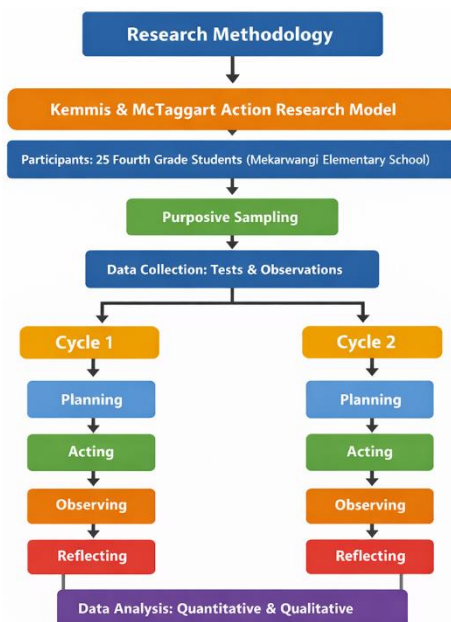 Research Methodology
Kemmis & McTaggart Action Research Model
Participants: 25 Fourth Grade Students (Mekarwangi Elementary School)
Purposive Sampling
Data Collection: Tests & Observations
Cycle 1
Planning
Acting
Observing
Reflecting
Cycle 2
Planning
Acting
Observing
Reflecting
Data Analysis: Quantitative & Qualitative